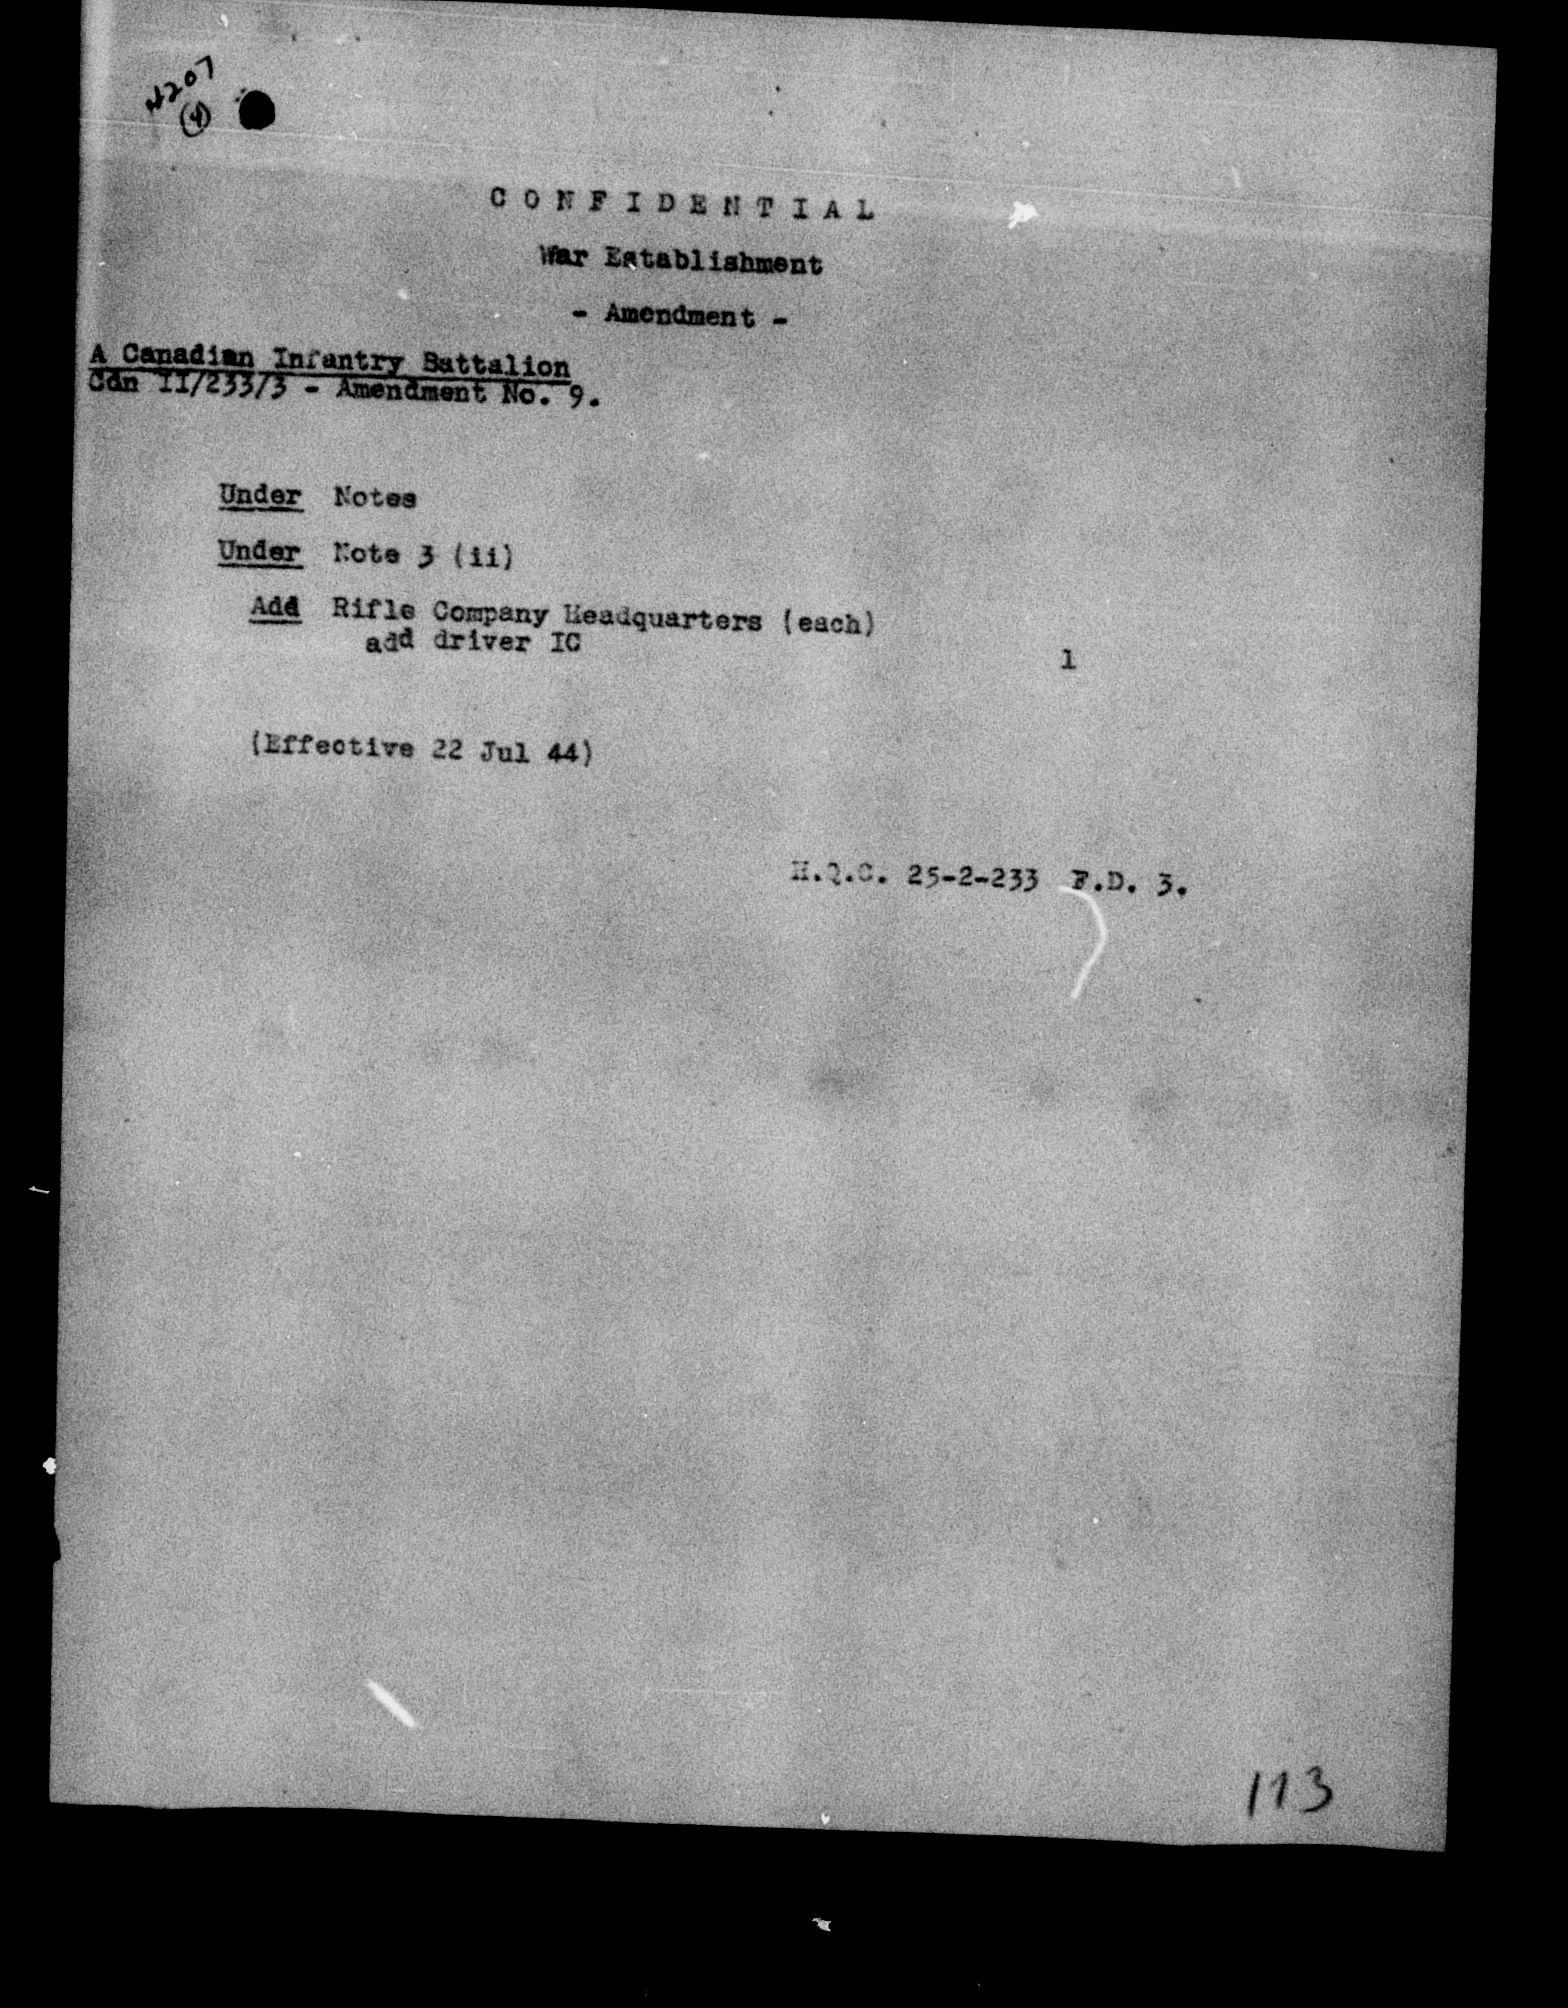 4207
(4)
CONFIDENTIAL
War Establishment
- Amendment -
A Canadian Infantry Battalion
Cdn II/233/3 - Amendment No. 9.
Under Notes
Under Note 3 (ii)
Add Rifle Company Headquarters (each)
add driver IC 1
(Effective 22 Jul 44)
H.Q.C. 25-2-233 F.D. 3.
113